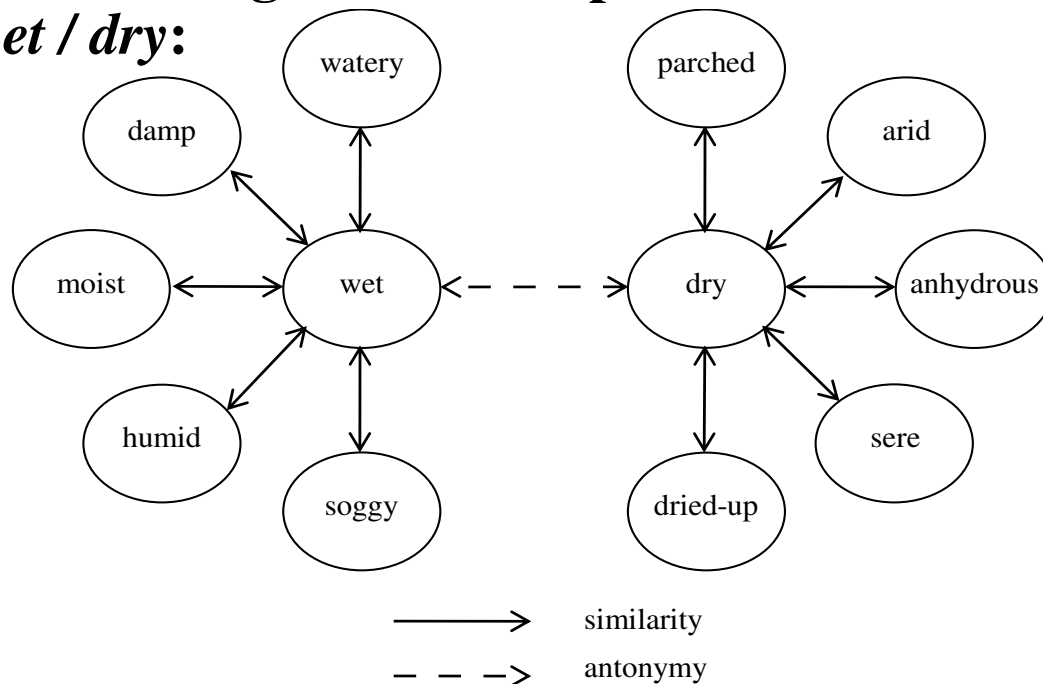 et / dry:
watery
parched
damp
arid
moist
wet
dry
anhydrous
humid
sere
soggy
dried-up
similarity
antonymy